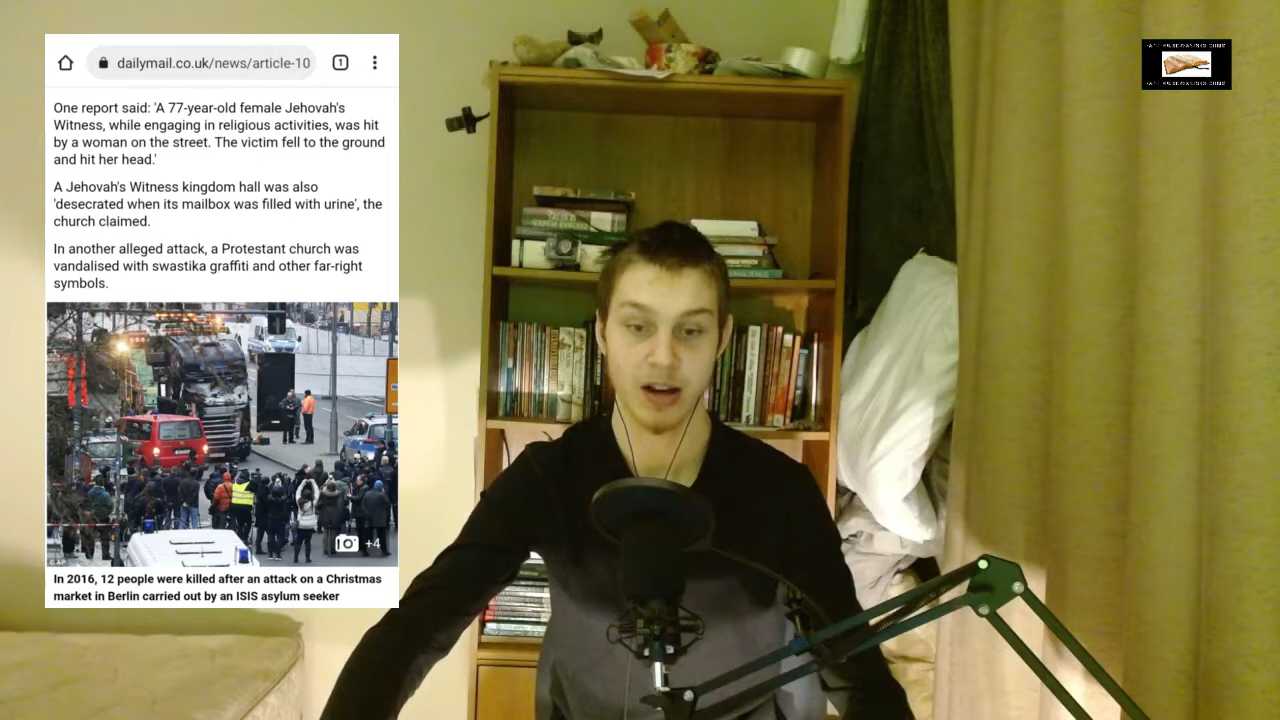 dailymail.co.uk/news/article-10
1
One report said: 'A 77-year-old female Jehovah's
Witness, while engaging in religious activities, was hit
by a woman on the street. The victim fell to the ground
and hit her head.'
A Jehovah's Witness kingdom hall was also
'desecrated when its mailbox was filled with urine', the
church claimed.
In another alleged attack, a Protestant church was
vandalised with swastika graffiti and other far-right
symbols.
+4
In 2016, 12 people were killed after an attack on a Christmas
market in Berlin carried out by an ISIS asylum seeker